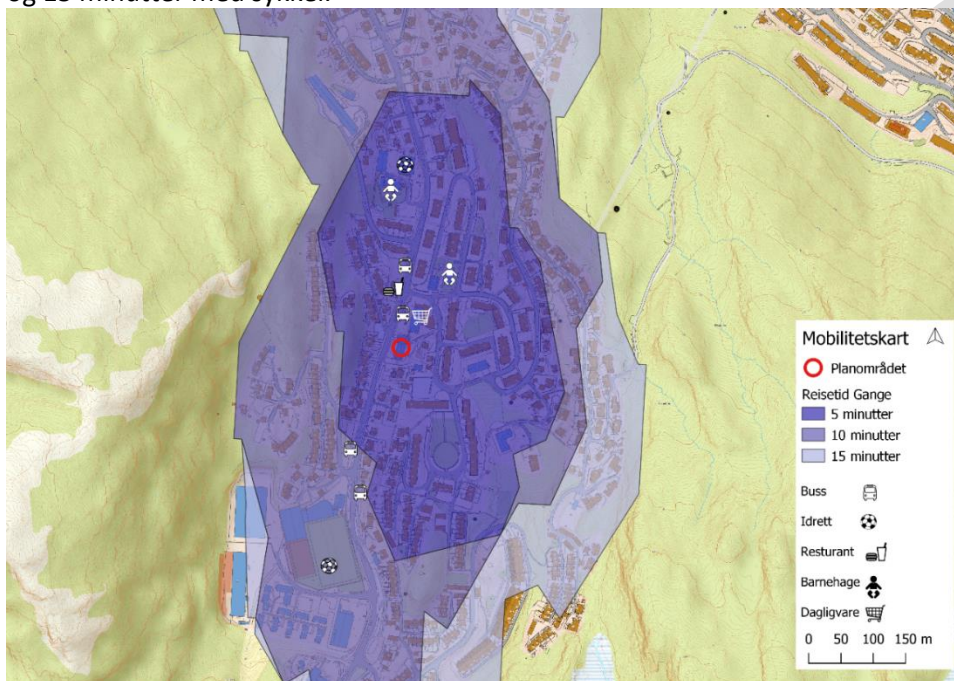 og 15 minutter med sykkel.
Mobilitetskart
Planområdet
Reisetid Gange
5 minutter
10 minutter
15 minutter
Buss
Idrett
Resturant
Barnehage
Dagligvare
0 50 100 150 m